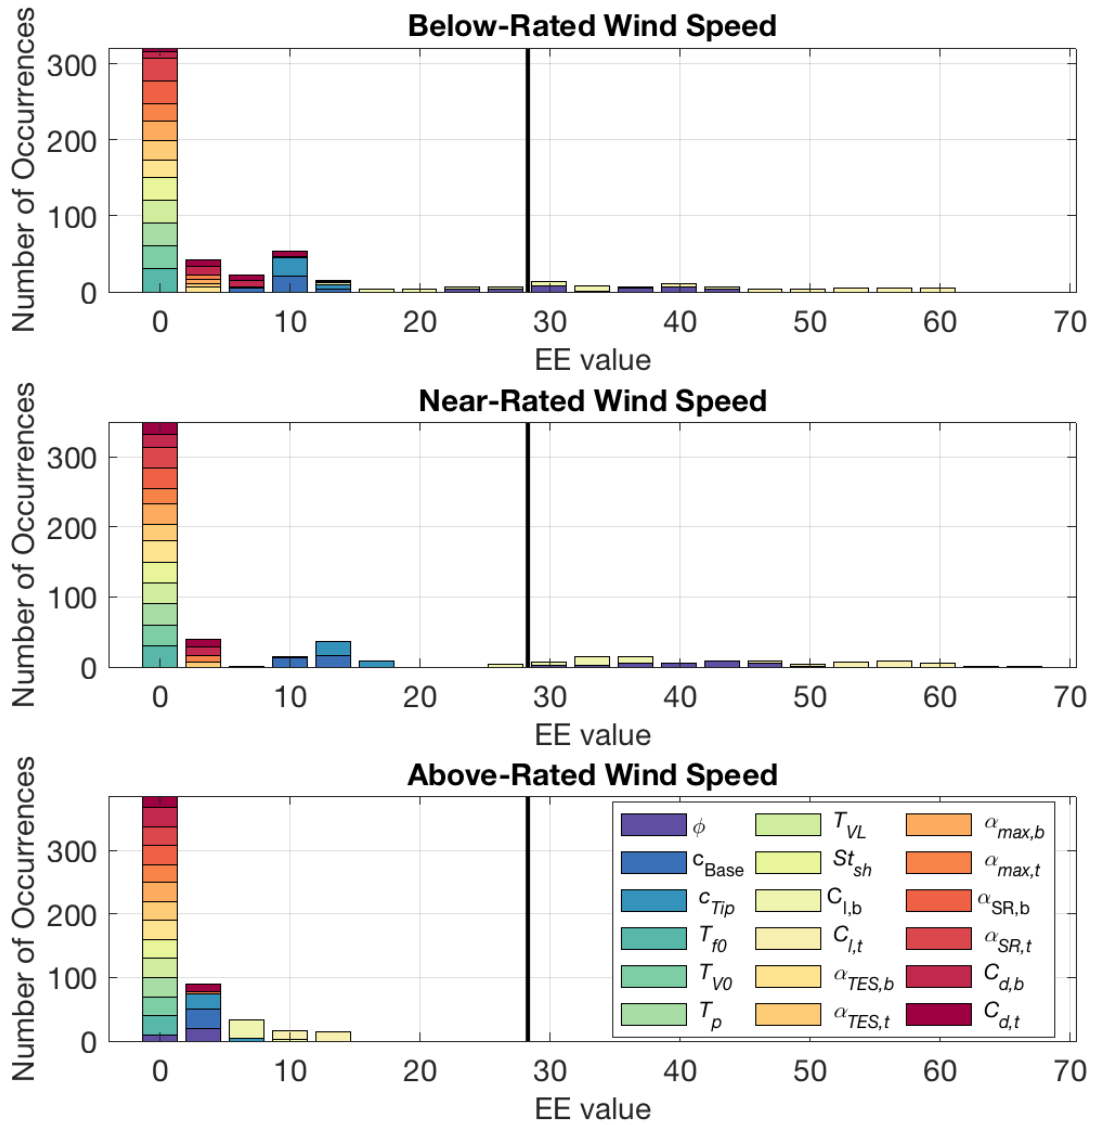 Below-Rated Wind Speed
Number of Occurrences
300
200
100
0
0 10 20 30 40 50 60 70
EE value
Near-Rated Wind Speed
Number of Occurrences
300
200
100
0
0 10 20 30 40 50 60 70
EE value
Above-Rated Wind Speed
Number of Occurrences
300
200
100
0
0 10 20 30 40 50 60 70
EE value
ϕ T_VL α_max,b
c_Base St_sh α_max,t
c_Tip C_l,b α_SR,b
T_f0 C_l,t α_SR,t
T_V0 α_TES,b C_d,b
T_p α_TES,t C_d,t